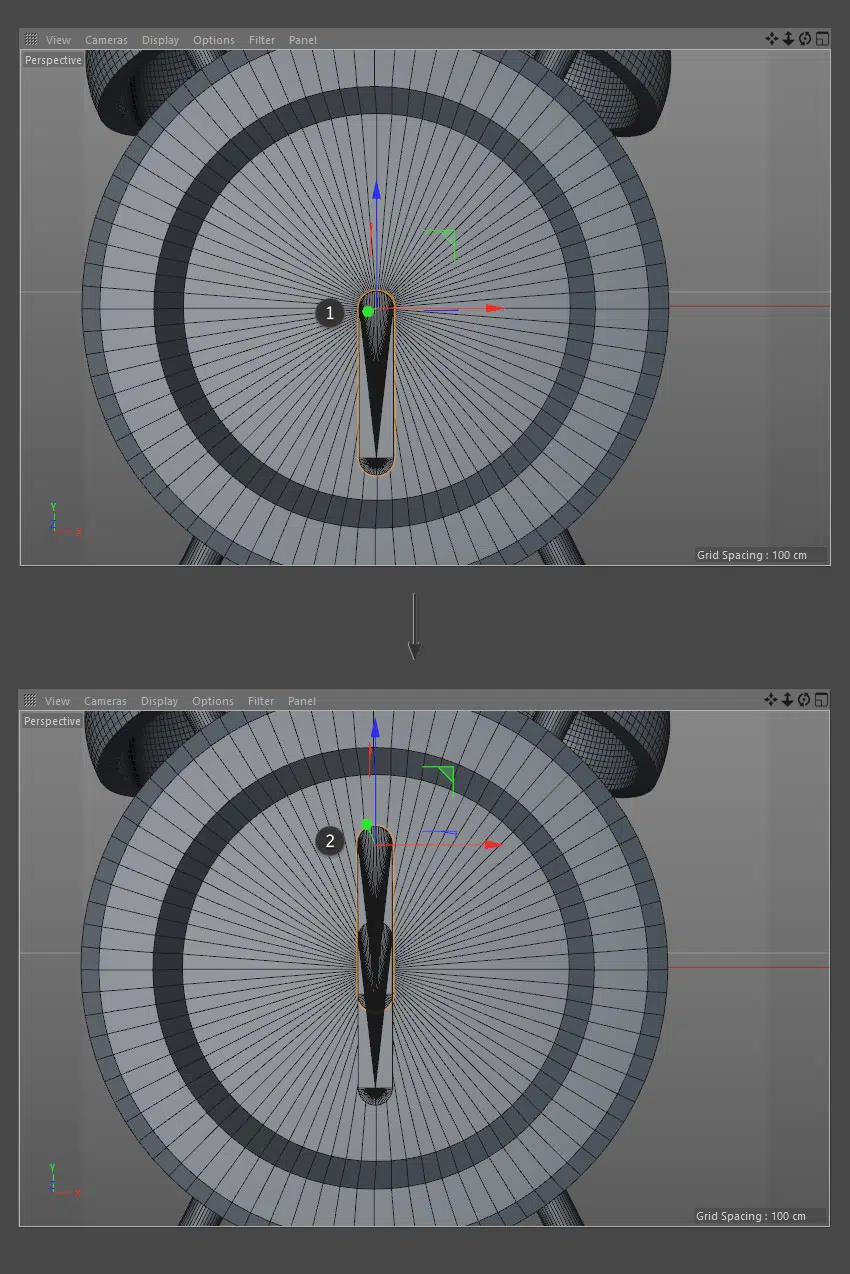 View Cameras Display Options Filter Panel
Perspective
1
Y
Z X
Grid Spacing : 100 cm
View Cameras Display Options Filter Panel
Perspective
2
Y
Z X
Grid Spacing : 100 cm